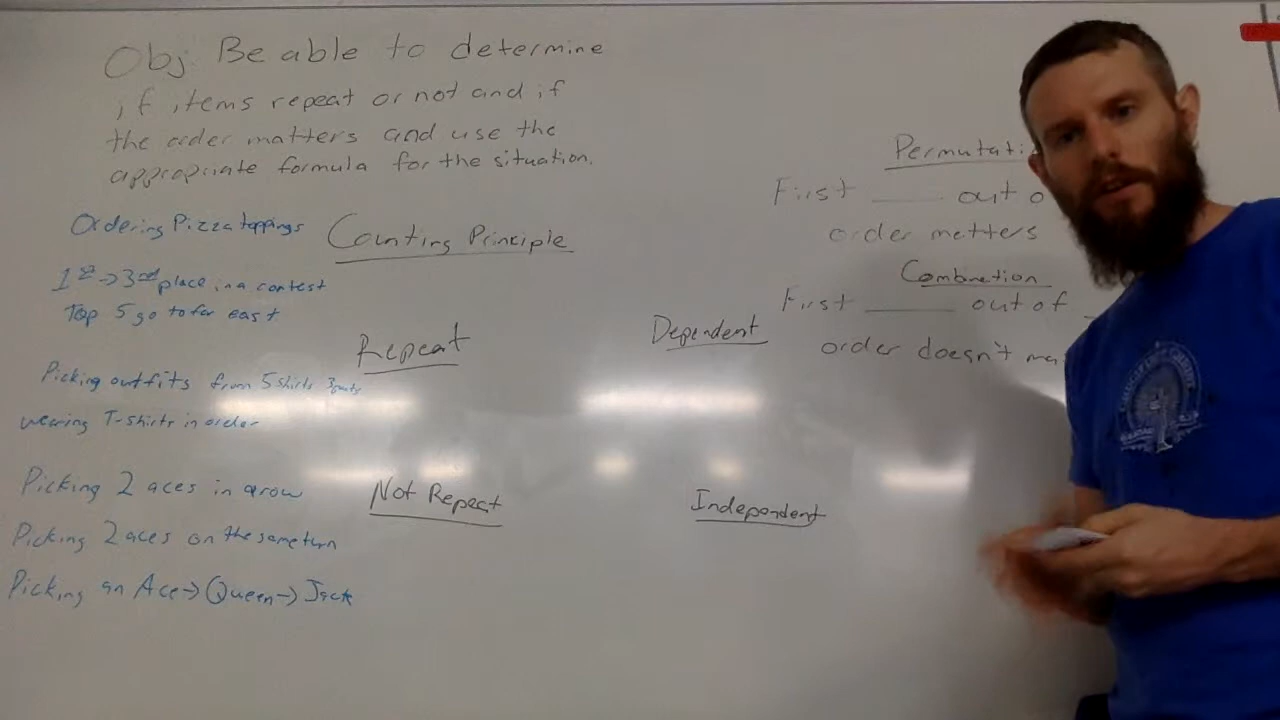 Obj Be able to determine
if items repeat or not and if
the order matters and use the
appropriate formula for the situation.
Ordering Pizza toppings
Counting Principle
1st → 3rd place in a contest
Top 5 go to far east
Repeat
Picking outfits from 5 shirts 3 pants
wearing T-shirts in order
Picking 2 aces in a row
Not Repeat
Picking 2 aces on the same turn
Picking an Ace → Queen → Jack
Dependent
Independent
Permutati
First ____ out o
order matters
Combination
First ____ out of _
order doesn't ma